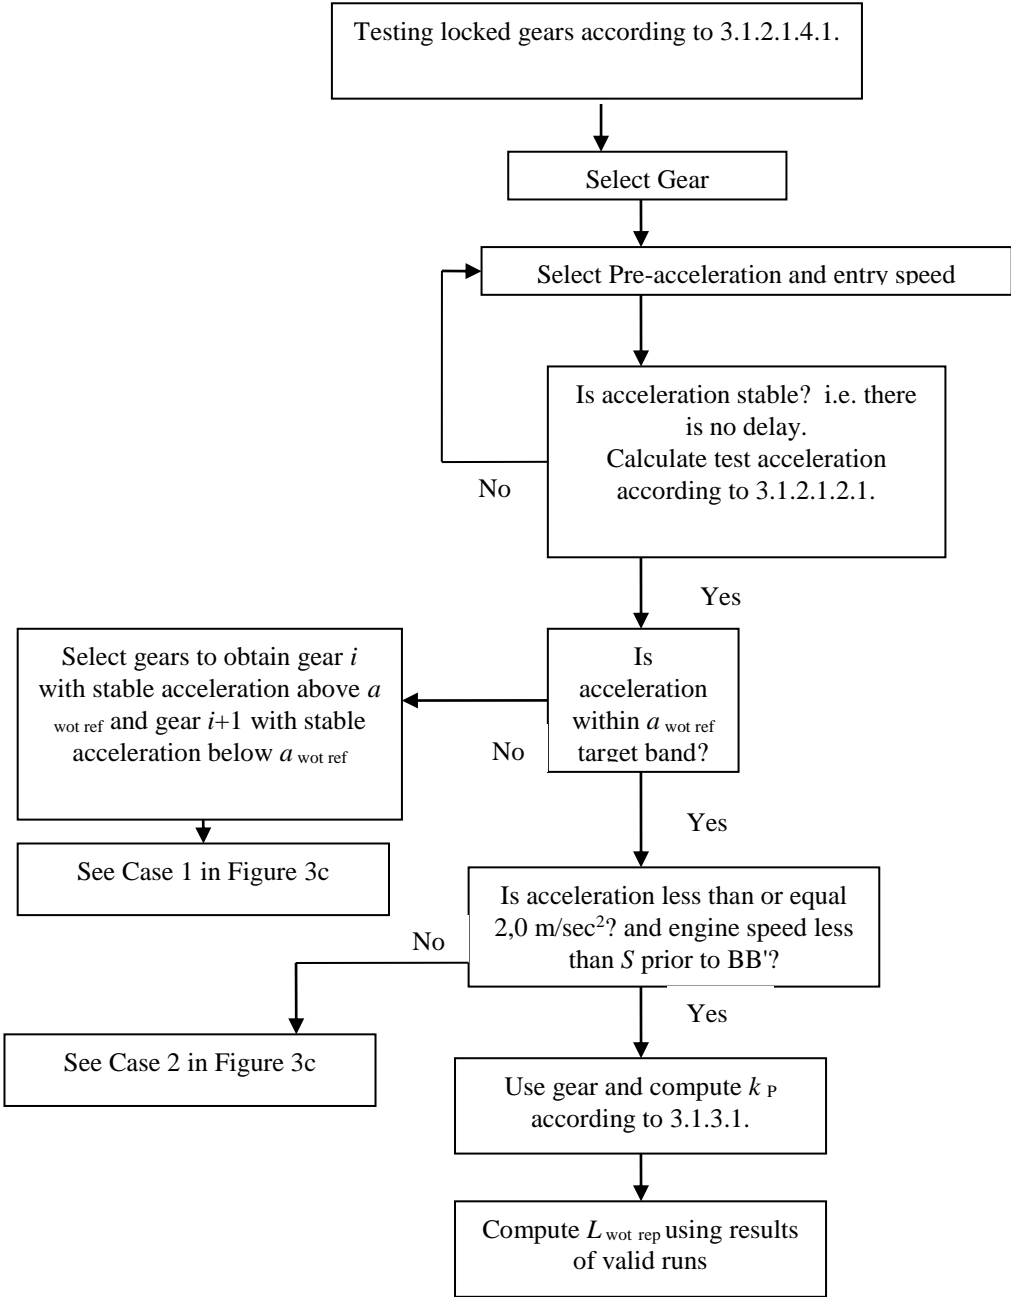 Testing locked gears according to 3.1.2.1.4.1.
Select Gear
Select Pre-acceleration and entry speed
Is acceleration stable?  i.e. there
is no delay.
Calculate test acceleration
according to 3.1.2.1.2.1.
No
Yes
Is
acceleration
within a wot ref
target band?
No
Select gears to obtain gear i
with stable acceleration above a
wot ref and gear i+1 with stable
acceleration below a wot ref
See Case 1 in Figure 3c
Yes
Is acceleration less than or equal
2,0 m/sec²? and engine speed less
than S prior to BB'?
No
See Case 2 in Figure 3c
Yes
Use gear and compute k P
according to 3.1.3.1.
Compute L wot rep using results
of valid runs